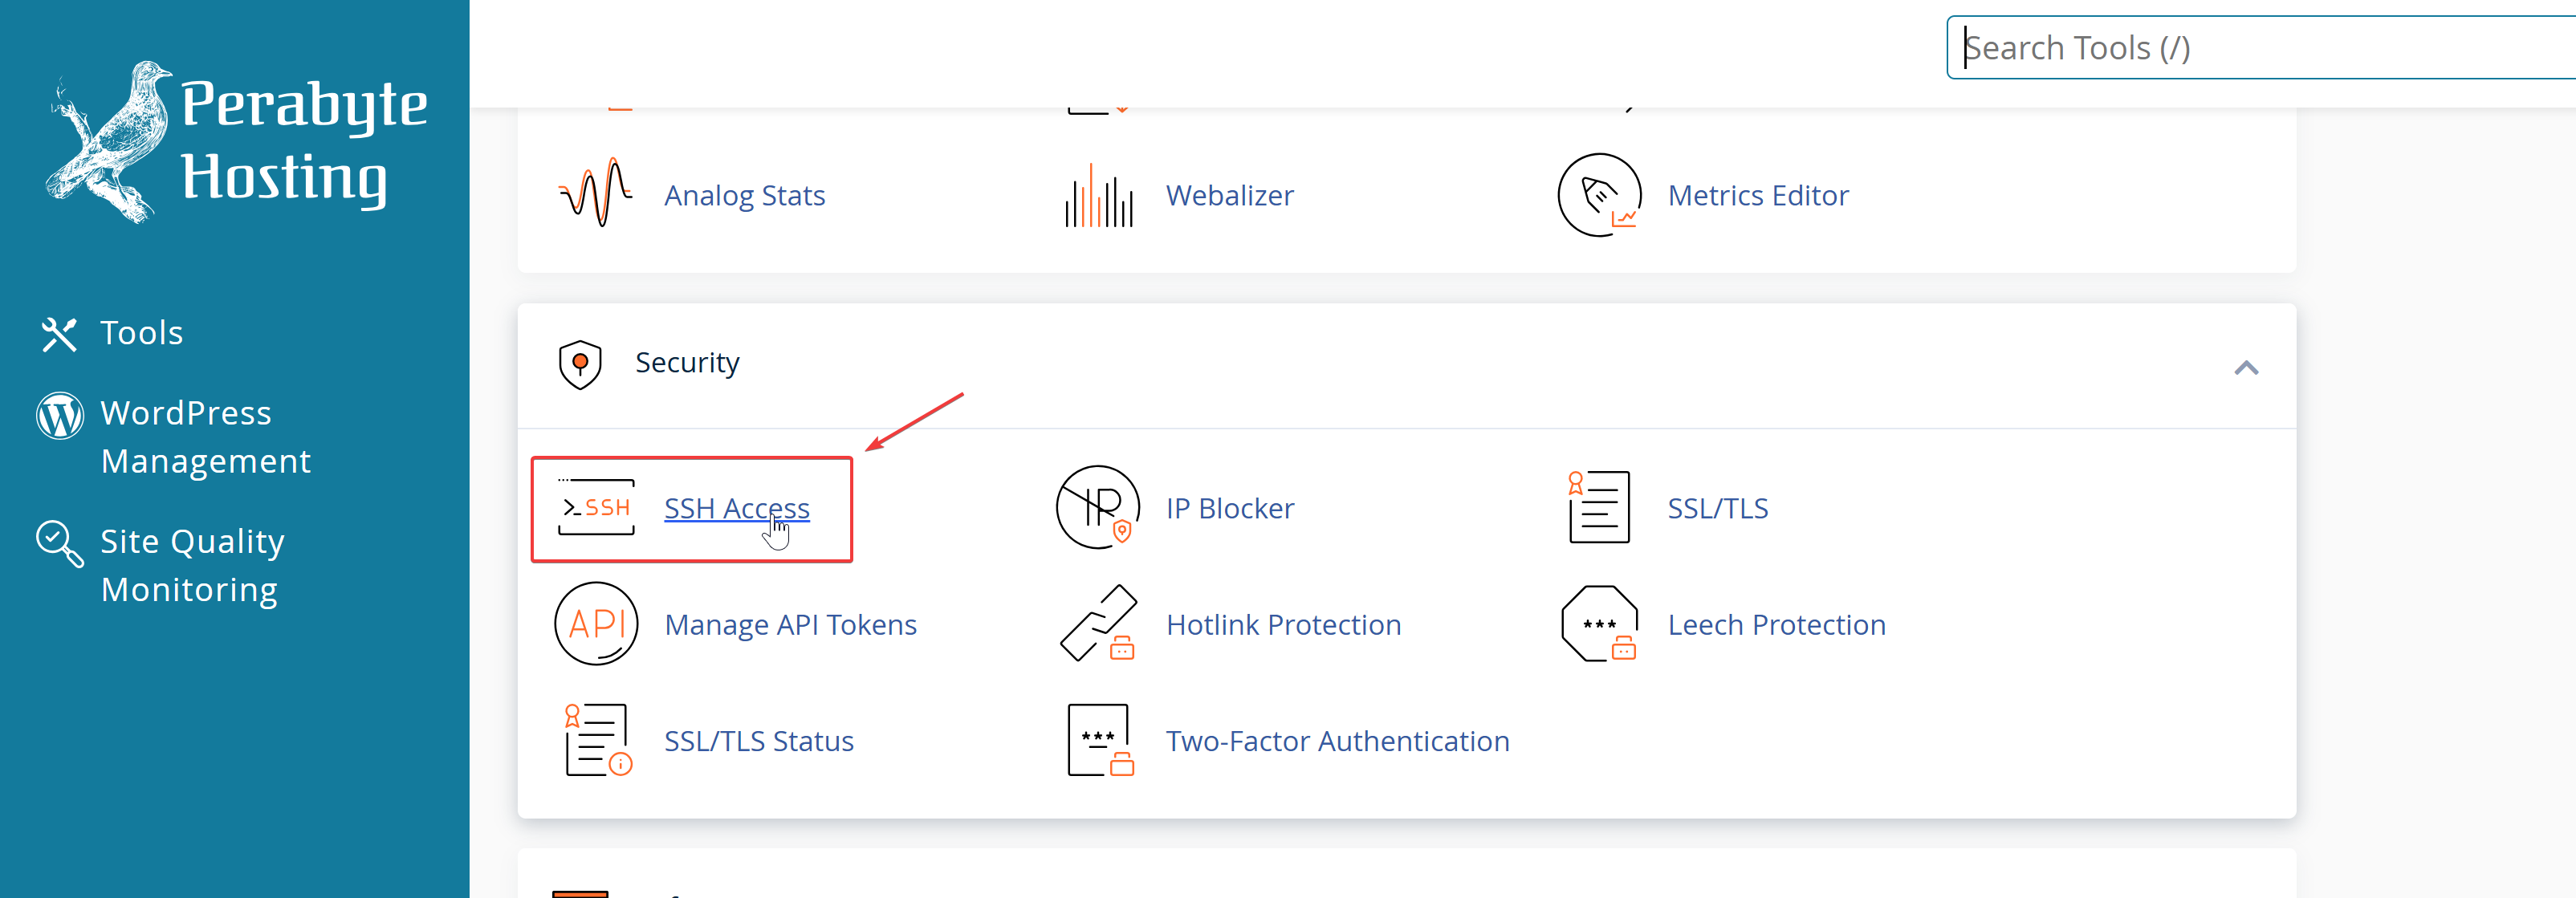 Perabyte
Hosting
Search Tools (/)
Tools
WordPress
Management
Site Quality
Monitoring
Analog Stats
Webalizer
Metrics Editor
Security
>_SSH
SSH Access
IP
IP Blocker
SSL/TLS
API
Manage API Tokens
Hotlink Protection
***
Leech Protection
SSL/TLS Status
***
Two-Factor Authentication